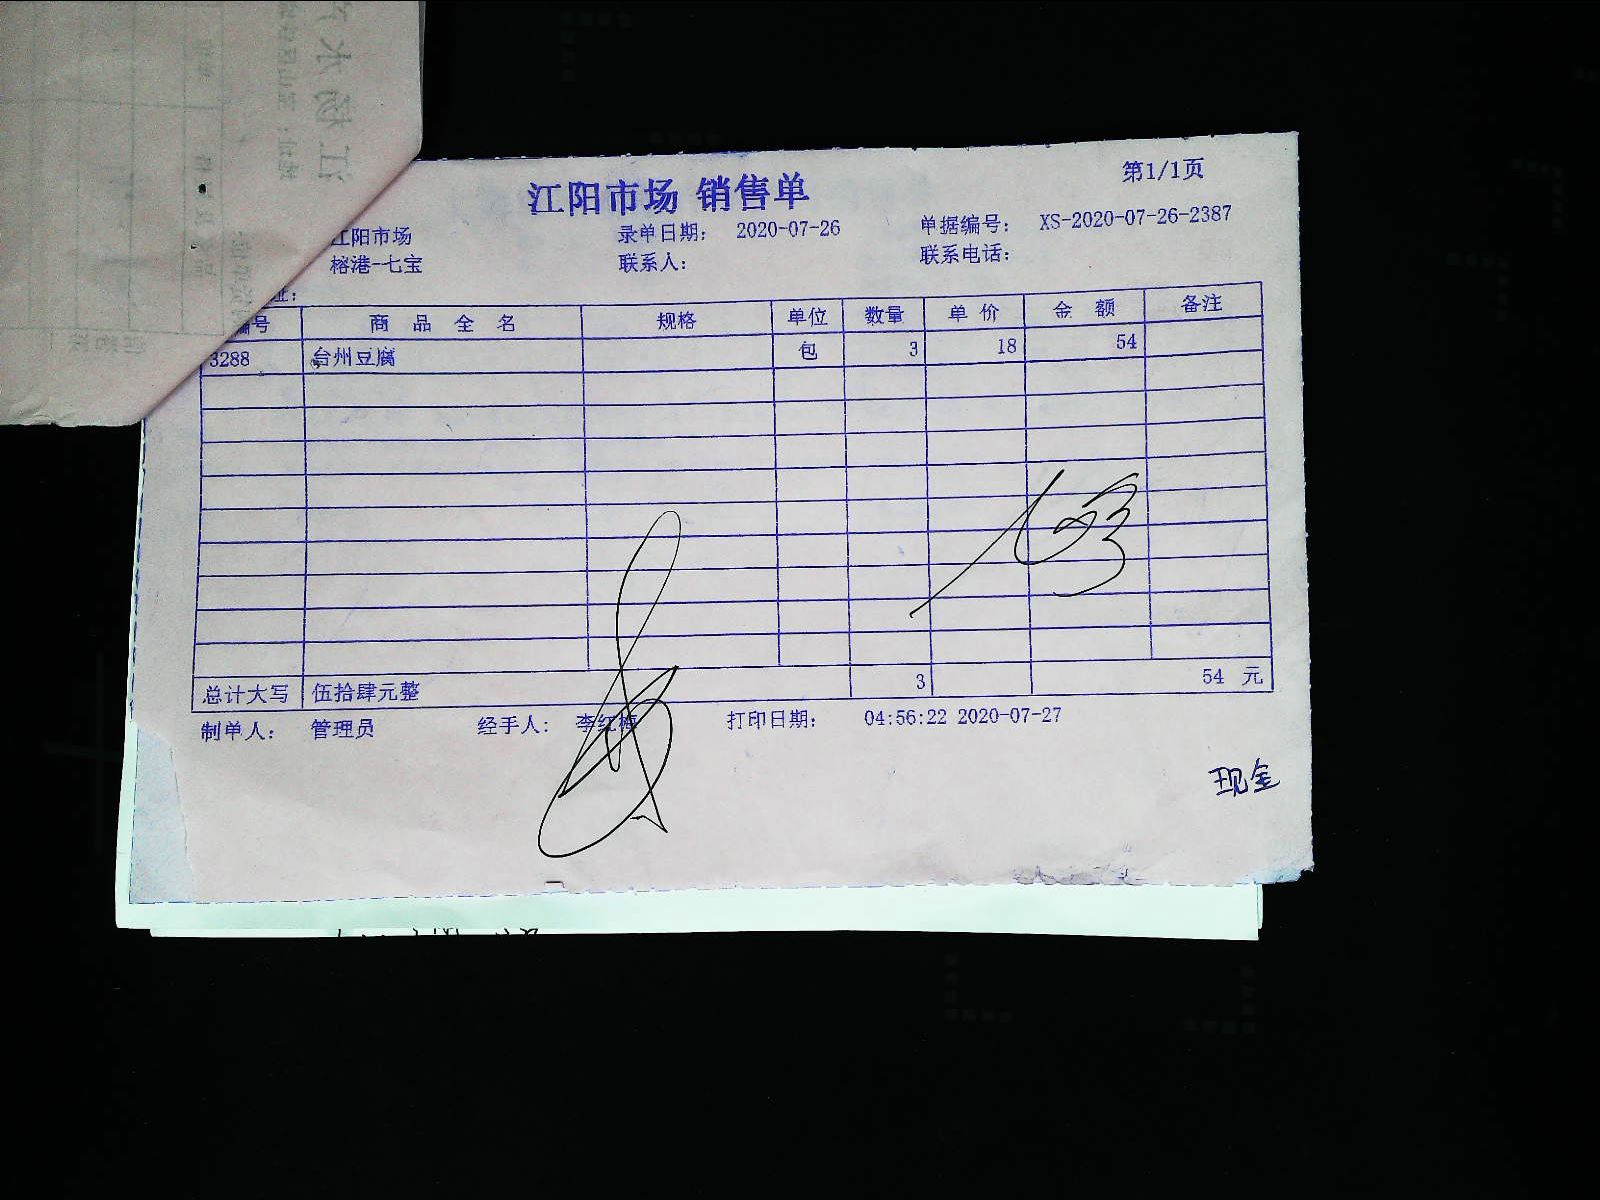 第1/1页
江阳市场 销售单
江阳市场 录单日期: 2020-07-26 单据编号: XS-2020-07-26-2387
榕港-七宝 联系人: 联系电话:
址:
编号 商品全名 规格 单位 数量 单价 金额 备注
3288 台州豆腐 包 3 18 54
总计大写 伍拾肆元整 3 54 元
制单人: 管理员 经手人: 李红梅 打印日期: 04:56:22 2020-07-27
现金